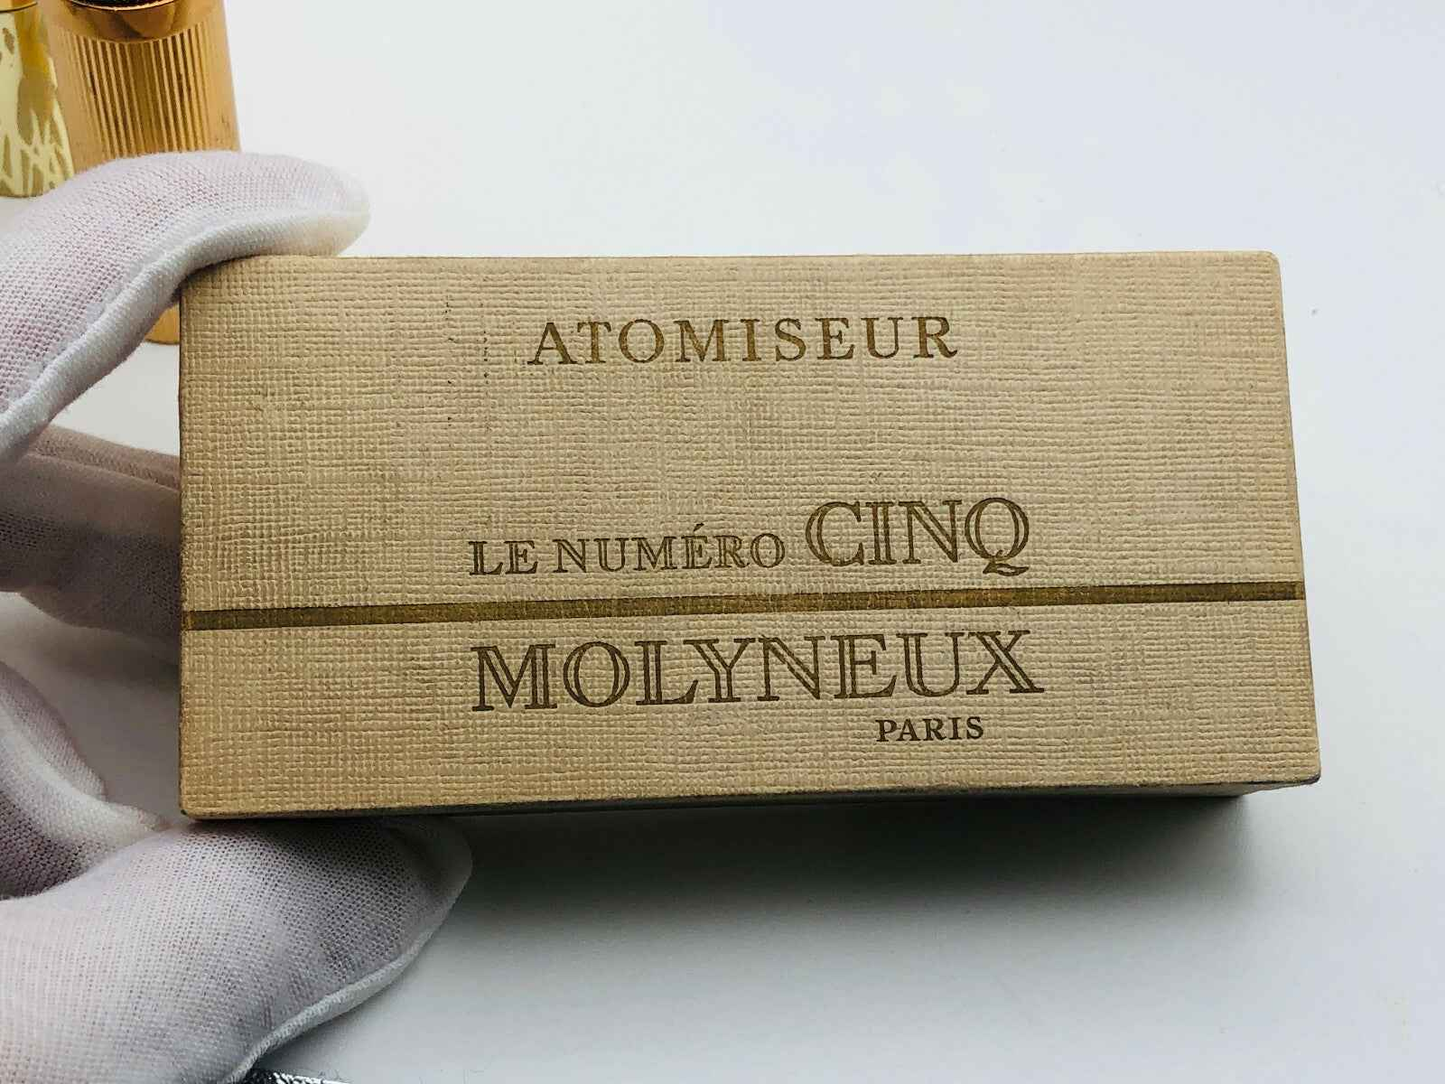 ATOMISEUR
LE NUMÉRO CINQ
MOLYNEUX
PARIS